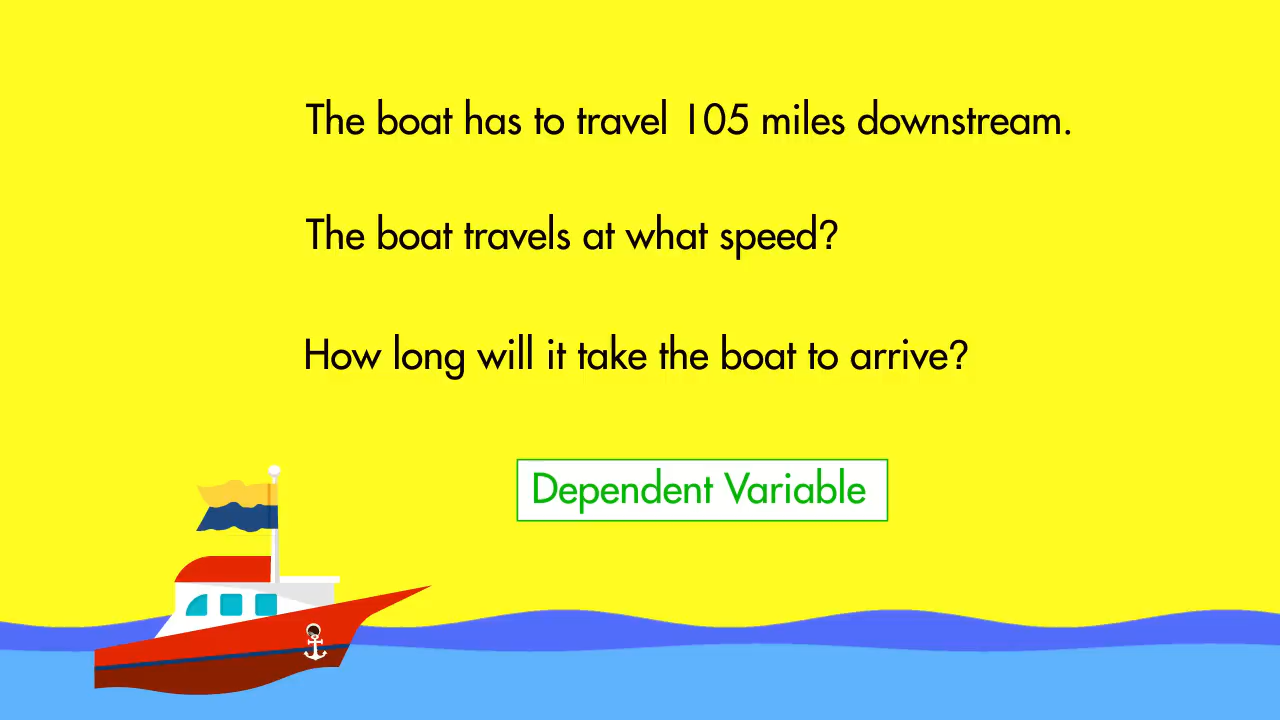 The boat has to travel 105 miles downstream.
The boat travels at what speed?
How long will it take the boat to arrive?
Dependent Variable